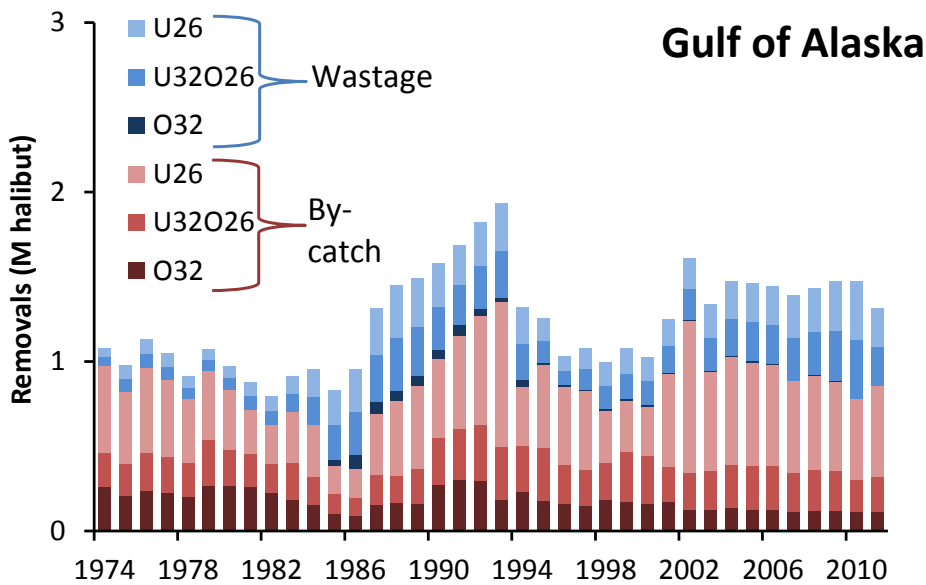 Gulf of Alaska
Removals (M halibut)
3
2
1
0
U26
U32O26
O32
Wastage
U26
U32O26
O32
By-
catch
1974 1978 1982 1986 1990 1994 1998 2002 2006 2010